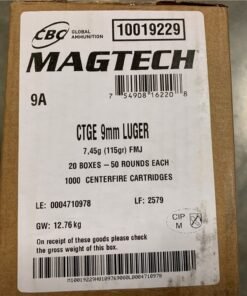 CBC GLOBAL AMMUNITION 10019229
MAGTECH
9A
7 54908 16220 8
CTGE 9mm LUGER
7,45g (115gr) FMJ
20 BOXES – 50 ROUNDS EACH
1000 CENTERFIRE CARTRIDGES
LE: 0004710978 LF: 2579
GW: 12.76 kg
CIP
M
On receipt of these goods please check
the gross weight of this box.